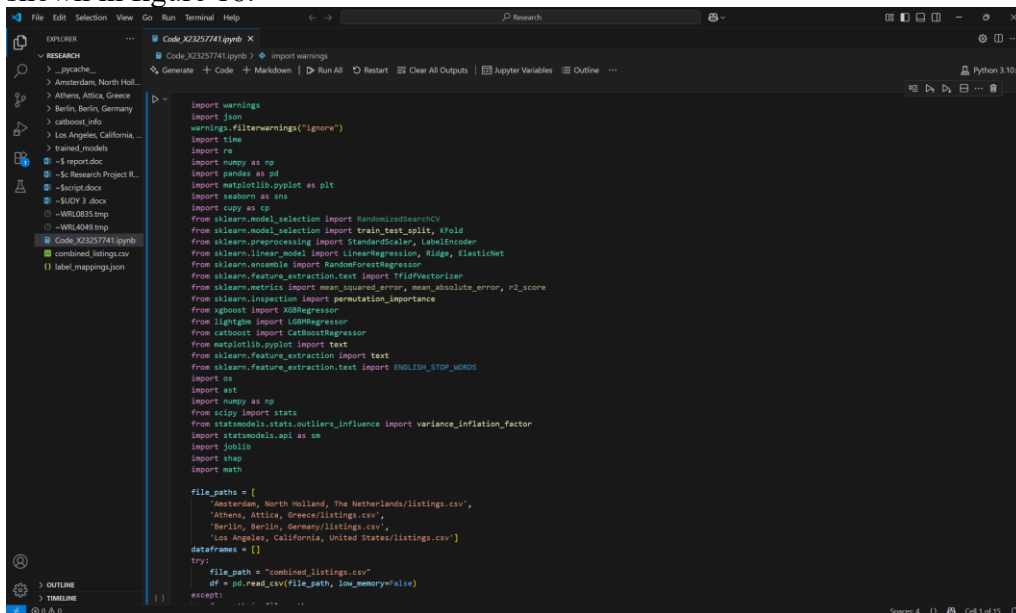 File Edit Selection View Go Run Terminal Help
Research
EXPLORER
RESEARCH
__pycache__
Amsterdam, North Holl...
Athens, Attica, Greece
Berlin, Berlin, Germany
catboost_info
Los Angeles, California, ...
trained_models
~$ report.doc
~$c Research Project R...
~$script.docx
~$UDY 3 .docx
~WRL0835.tmp
~WRL4049.tmp
Code_X23257741.ipynb
combined_listings.csv
label_mappings.json
OUTLINE
TIMELINE
Code_X23257741.ipynb
Code_X23257741.ipynb > import warnings
Generate + Code + Markdown | Run All Restart Clear All Outputs | Jupyter Variables Outline ...
Python 3.10
import warnings
import json
warnings.filterwarnings("ignore")
import time
import re
import numpy as np
import pandas as pd
import matplotlib.pyplot as plt
import seaborn as sns
import cupy as cp
from sklearn.model_selection import RandomizedSearchCV
from sklearn.model_selection import train_test_split, KFold
from sklearn.preprocessing import StandardScaler, LabelEncoder
from sklearn.linear_model import LinearRegression, Ridge, ElasticNet
from sklearn.ensemble import RandomForestRegressor
from sklearn.feature_extraction.text import TfidfVectorizer
from sklearn.metrics import mean_squared_error, mean_absolute_error, r2_score
from sklearn.inspection import permutation_importance
from xgboost import XGBRegressor
from lightgbm import LGBMRegressor
from catboost import CatBoostRegressor
from matplotlib.pyplot import text
from sklearn.feature_extraction import text
from sklearn.feature_extraction.text import ENGLISH_STOP_WORDS
import os
import ast
import numpy as np
from scipy import stats
from statsmodels.stats.outliers_influence import variance_inflation_factor
import statsmodels.api as sm
import joblib
import shap
import math
file_paths = [
'Amsterdam, North Holland, The Netherlands/listings.csv',
'Athens, Attica, Greece/listings.csv',
'Berlin, Berlin, Germany/listings.csv',
'Los Angeles, California, United States/listings.csv']
dataframes = []
try:
file_path = "combined_listings.csv"
df = pd.read_csv(file_path, low_memory=False)
except:
0 0
Spaces: 4 Cell 1 of 15